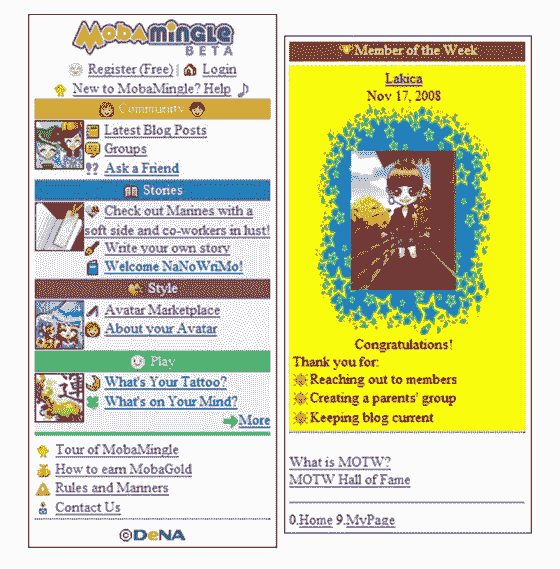 MobaMingle
BETA
Register (Free) | Login
New to MobaMingle? Help
Community
Latest Blog Posts
Groups
Ask a Friend
Stories
Check out Marines with a
soft side and co-workers in lust!
Write your own story
Welcome NaNoWriMo!
Style
Avatar Marketplace
About your Avatar
Play
運
What's Your Tattoo?
What's on Your Mind?
More
Tour of MobaMingle
How to earn MobaGold
Rules and Manners
Contact Us
©DeNA
Member of the Week
Lakica
Nov 17, 2008
Congratulations!
Thank you for:
Reaching out to members
Creating a parents' group
Keeping blog current
What is MOTW?
MOTW Hall of Fame
0.Home 9.MyPage